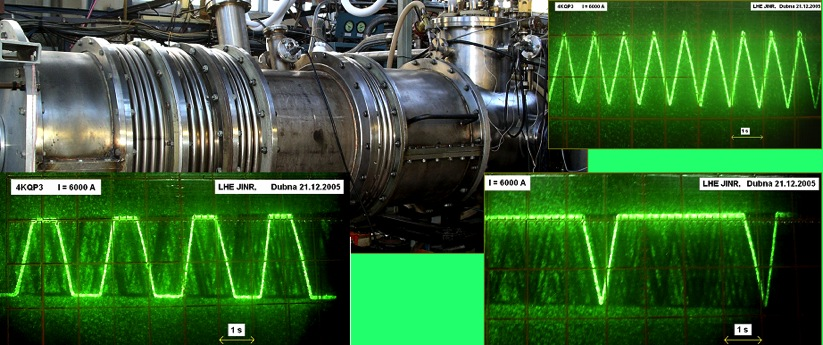 4KQP3 I = 6000 A LHE JINR, Dubna 21.12.2005
1 s
4KQP3 I = 6000 A LHE JINR, Dubna 21.12.2005
1 s
I = 6000 A LHE JINR, Dubna 21.12.2005
1 s